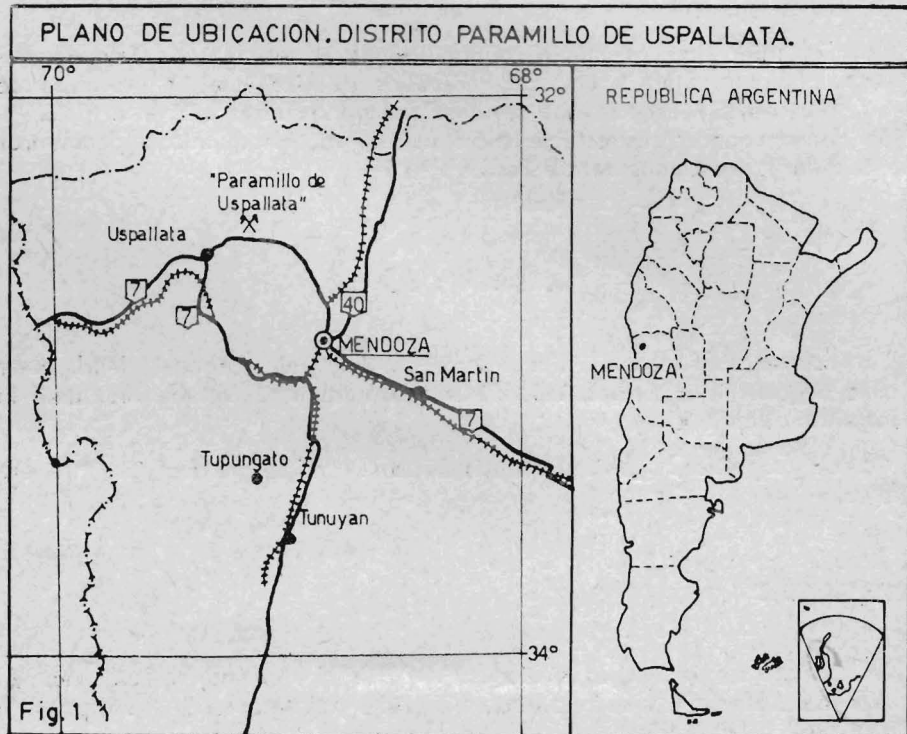 PLANO DE UBICACION. DISTRITO PARAMILLO DE USPALLATA.
70°
68°
32°
REPUBLICA ARGENTINA
"Paramillo de
Uspallata"
Uspallata
7
7
40
MENDOZA
San Martin
7
MENDOZA
Tupungato
Tunuyan
34°
Fig.1